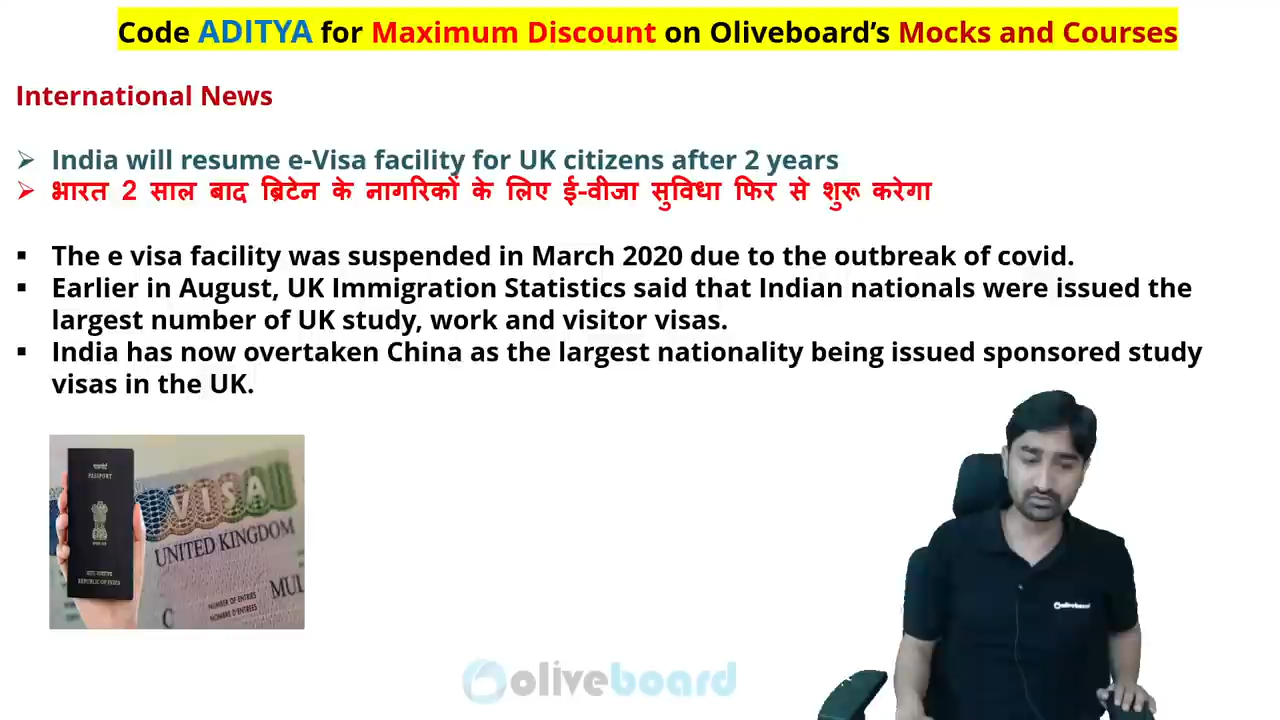 Code ADITYA for Maximum Discount on Oliveboard’s Mocks and Courses
International News
India will resume e-Visa facility for UK citizens after 2 years
भारत 2 साल बाद ब्रिटेन के नागरिकों के लिए ई-वीजा सुविधा फिर से शुरू करेगा
The e visa facility was suspended in March 2020 due to the outbreak of covid.
Earlier in August, UK Immigration Statistics said that Indian nationals were issued the
largest number of UK study, work and visitor visas.
India has now overtaken China as the largest nationality being issued sponsored study
visas in the UK.
PASSPORT
REPUBLIC OF INDIA
VISA
UNITED KINGDOM
MUL
C
NUMBER OF ENTRIES
NOMBRE D'ENTREES
oliveboard
oliveboard